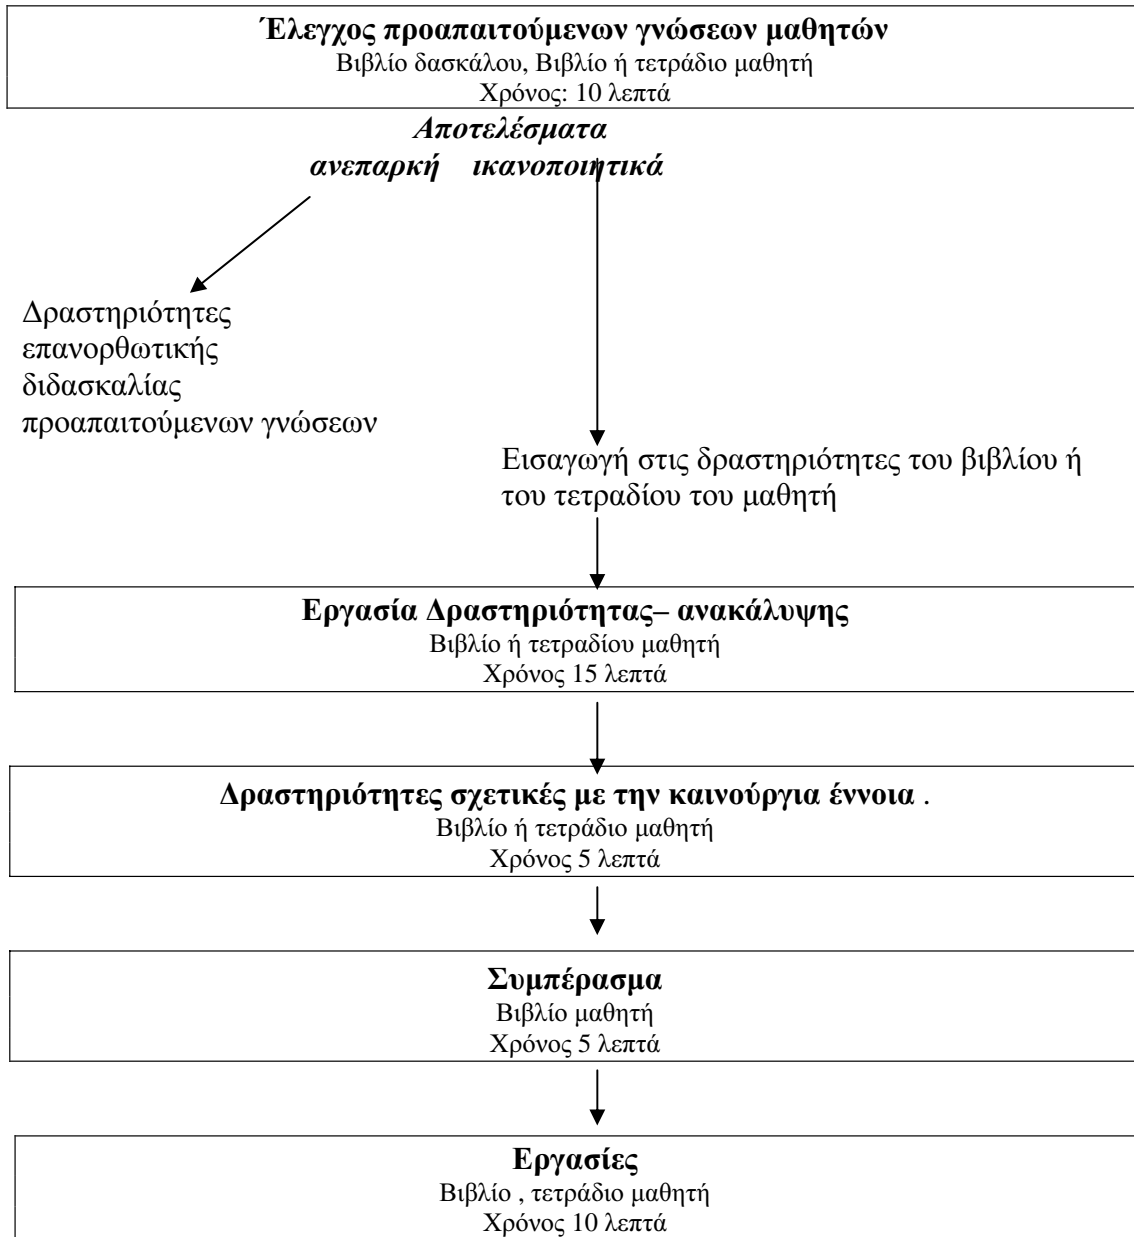 Έλεγχος προαπαιτούμενων γνώσεων μαθητών
Βιβλίο δασκάλου, Βιβλίο ή τετράδιο μαθητή
Χρόνος: 10 λεπτά
Αποτελέσματα
ανεπαρκή ικανοποιητικά
Δραστηριότητες
επανορθωτικής
διδασκαλίας
προαπαιτούμενων γνώσεων
Εισαγωγή στις δραστηριότητες του βιβλίου ή
του τετραδίου του μαθητή
Εργασία Δραστηριότητας– ανακάλυψης
Βιβλίο ή τετραδίου μαθητή
Χρόνος 15 λεπτά
Δραστηριότητες σχετικές με την καινούργια έννοια .
Βιβλίο ή τετράδιο μαθητή
Χρόνος 5 λεπτά
Συμπέρασμα
Βιβλίο μαθητή
Χρόνος 5 λεπτά
Εργασίες
Βιβλίο , τετράδιο μαθητή
Χρόνος 10 λεπτά